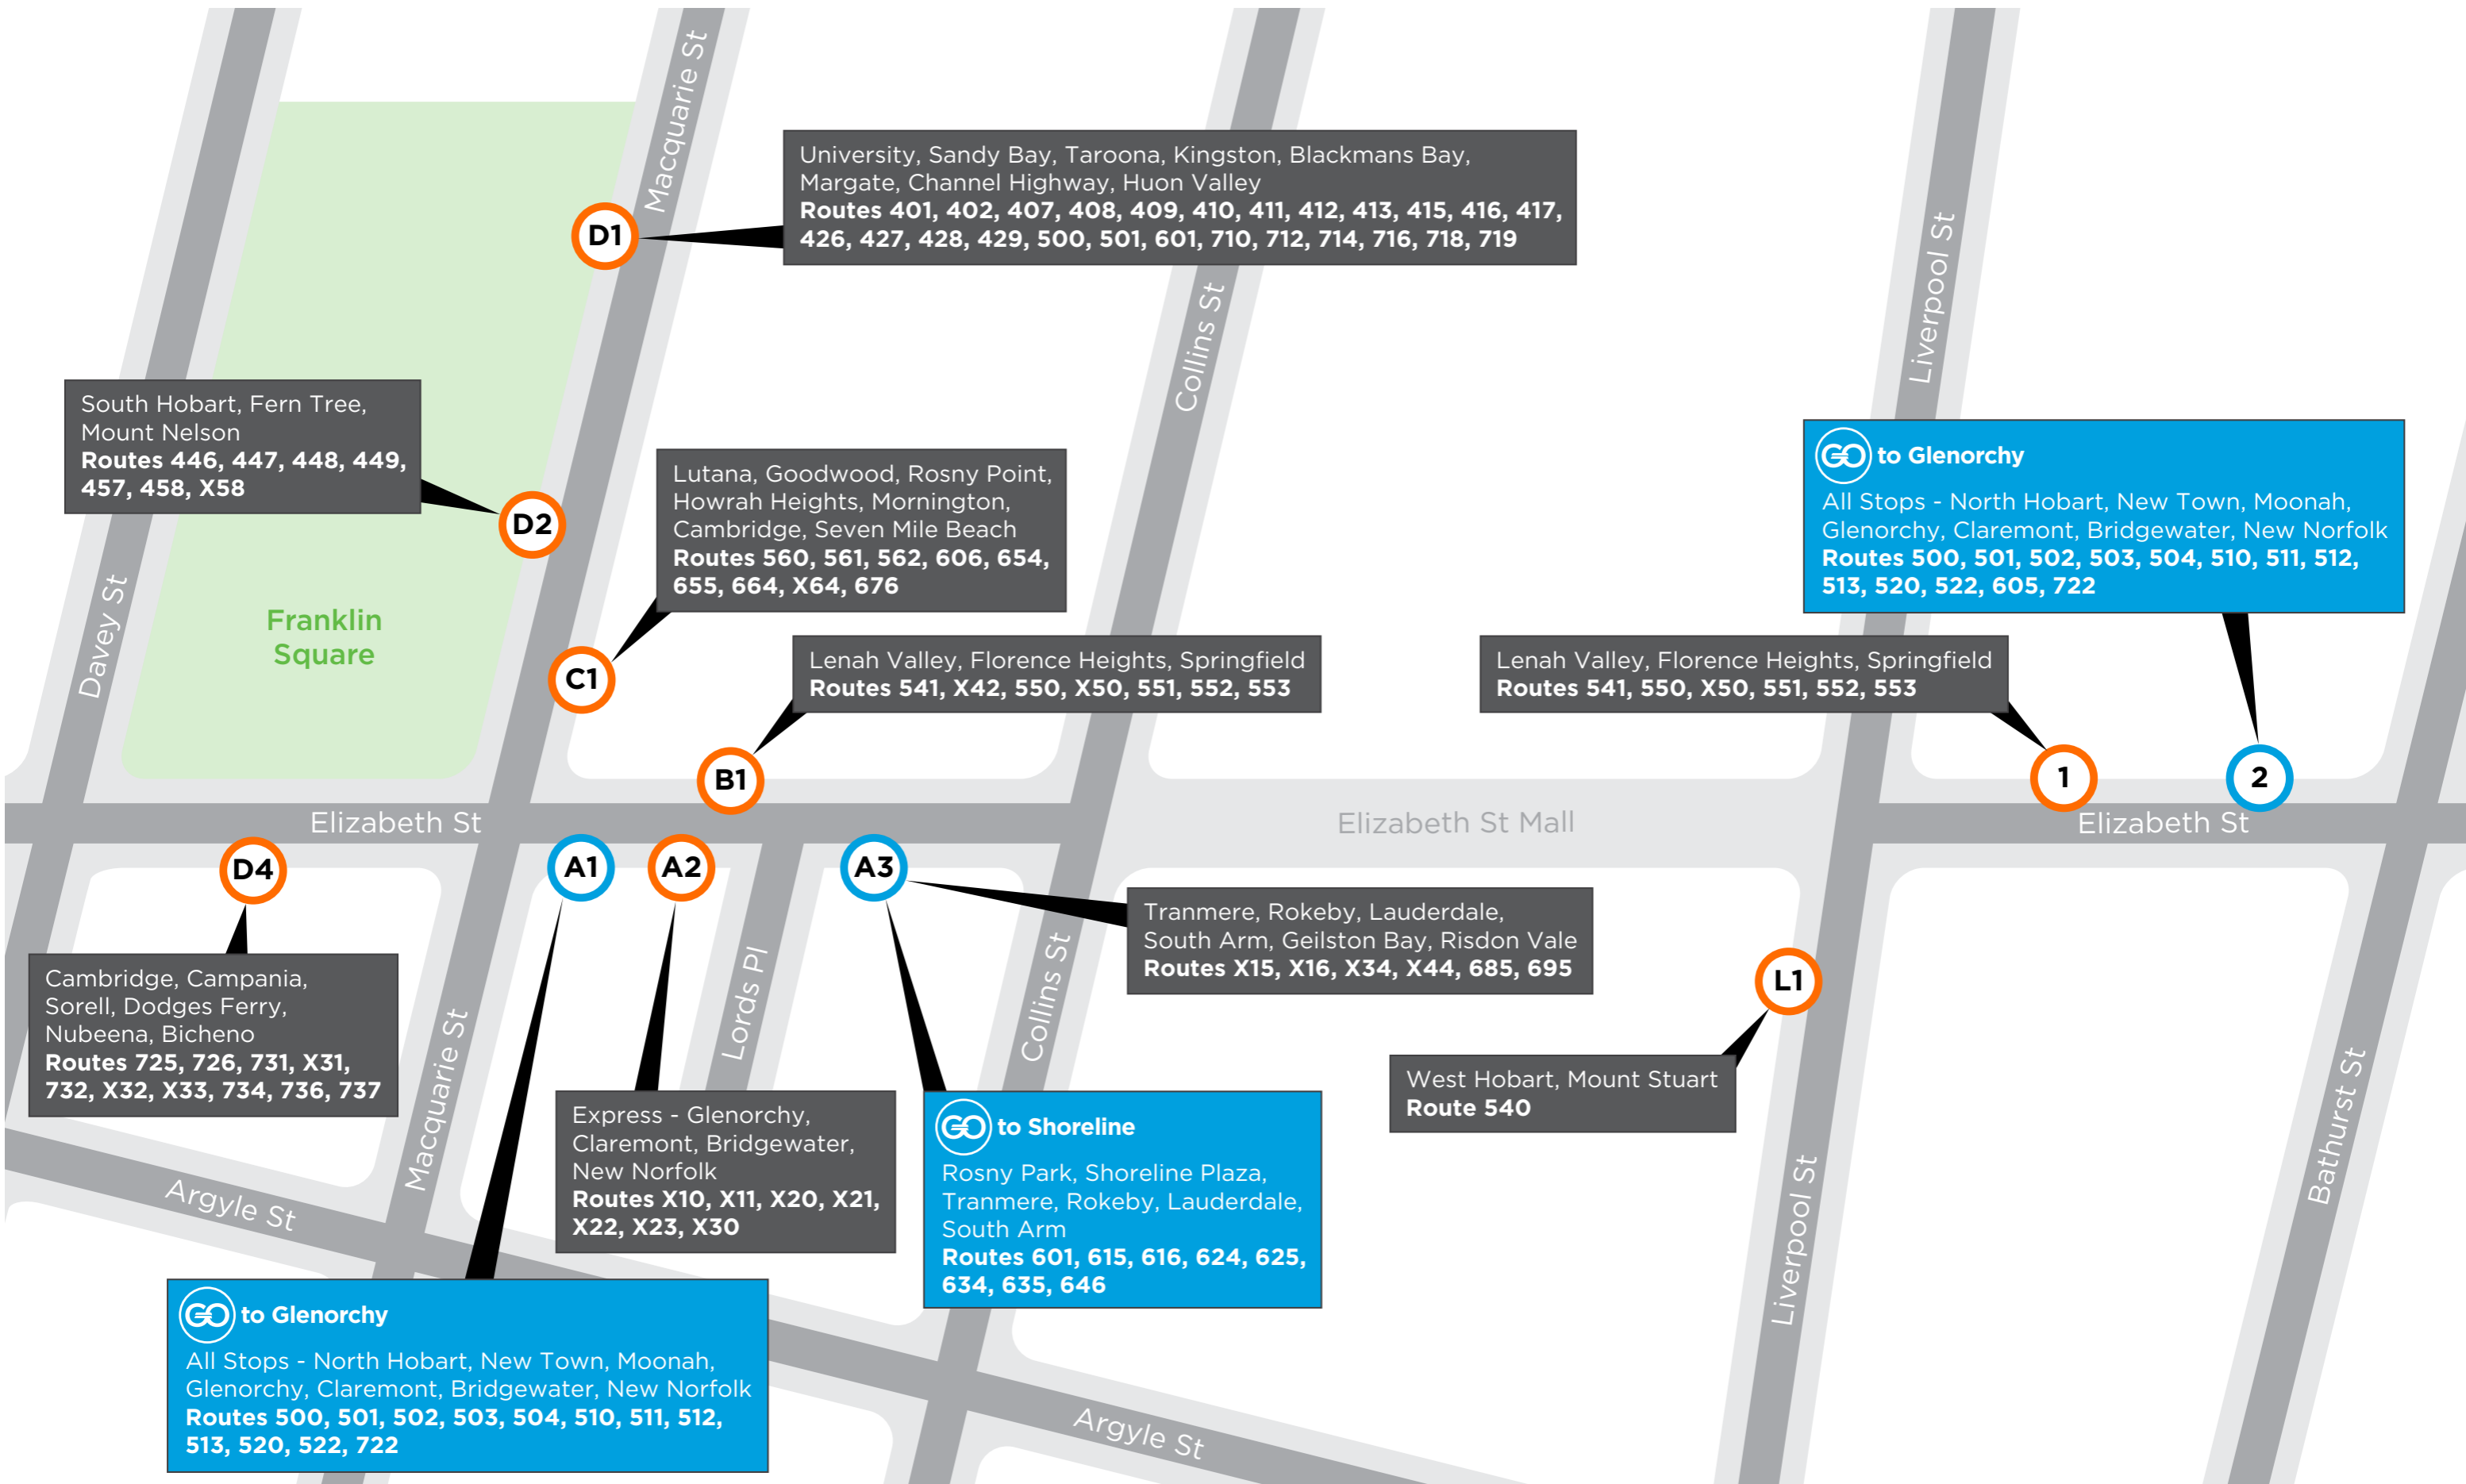 Macquarie St
University, Sandy Bay, Taroona, Kingston, Blackmans Bay,
Margate, Channel Highway, Huon Valley
Routes 401, 402, 407, 408, 409, 410, 411, 412, 413, 415, 416, 417,
426, 427, 428, 429, 500, 501, 601, 710, 712, 714, 716, 718, 719
D1
Collins St
Liverpool St
South Hobart, Fern Tree,
Mount Nelson
Routes 446, 447, 448, 449,
457, 458, X58
D2
Lutana, Goodwood, Rosny Point,
Howrah Heights, Mornington,
Cambridge, Seven Mile Beach
Routes 560, 561, 562, 606, 654,
655, 664, X64, 676
C1
GO to Glenorchy
All Stops - North Hobart, New Town, Moonah,
Glenorchy, Claremont, Bridgewater, New Norfolk
Routes 500, 501, 502, 503, 504, 510, 511, 512,
513, 520, 522, 605, 722
Davey St
Franklin
Square
Lenah Valley, Florence Heights, Springfield
Routes 541, X42, 550, X50, 551, 552, 553
B1
Lenah Valley, Florence Heights, Springfield
Routes 541, 550, X50, 551, 552, 553
1
2
Elizabeth St
Elizabeth St Mall
Elizabeth St
D4
A1
A2
A3
Cambridge, Campania,
Sorell, Dodges Ferry,
Nubeena, Bicheno
Routes 725, 726, 731, X31,
732, X32, X33, 734, 736, 737
Tranmere, Rokeby, Lauderdale,
South Arm, Geilston Bay, Risdon Vale
Routes X15, X16, X34, X44, 685, 695
L1
Lords Pl
Collins St
Macquarie St
West Hobart, Mount Stuart
Route 540
Bathurst St
Express - Glenorchy,
Claremont, Bridgewater,
New Norfolk
Routes X10, X11, X20, X21,
X22, X23, X30
GO to Shoreline
Rosny Park, Shoreline Plaza,
Tranmere, Rokeby, Lauderdale,
South Arm
Routes 601, 615, 616, 624, 625,
634, 635, 646
Argyle St
Liverpool St
GO to Glenorchy
All Stops - North Hobart, New Town, Moonah,
Glenorchy, Claremont, Bridgewater, New Norfolk
Routes 500, 501, 502, 503, 504, 510, 511, 512,
513, 520, 522, 722
Argyle St